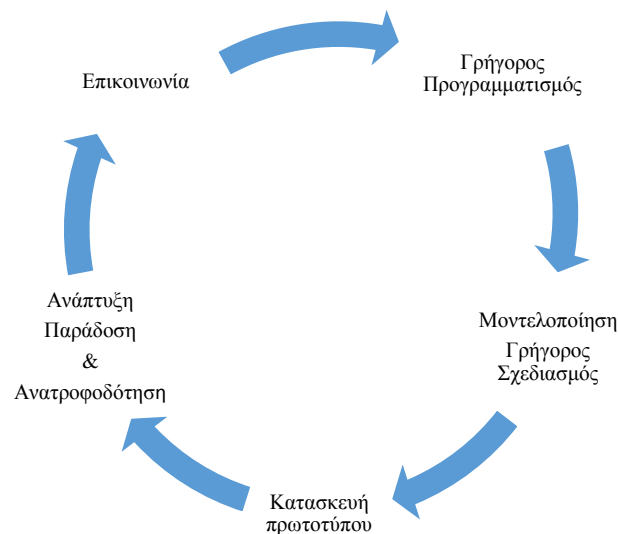 Επικοινωνία
Γρήγορος
Προγραμματισμός
Μοντελοποίηση
Γρήγορος
Σχεδιασμός
Κατασκευή
πρωτοτύπου
Ανάπτυξη
Παράδοση
&
Ανατροφοδότηση